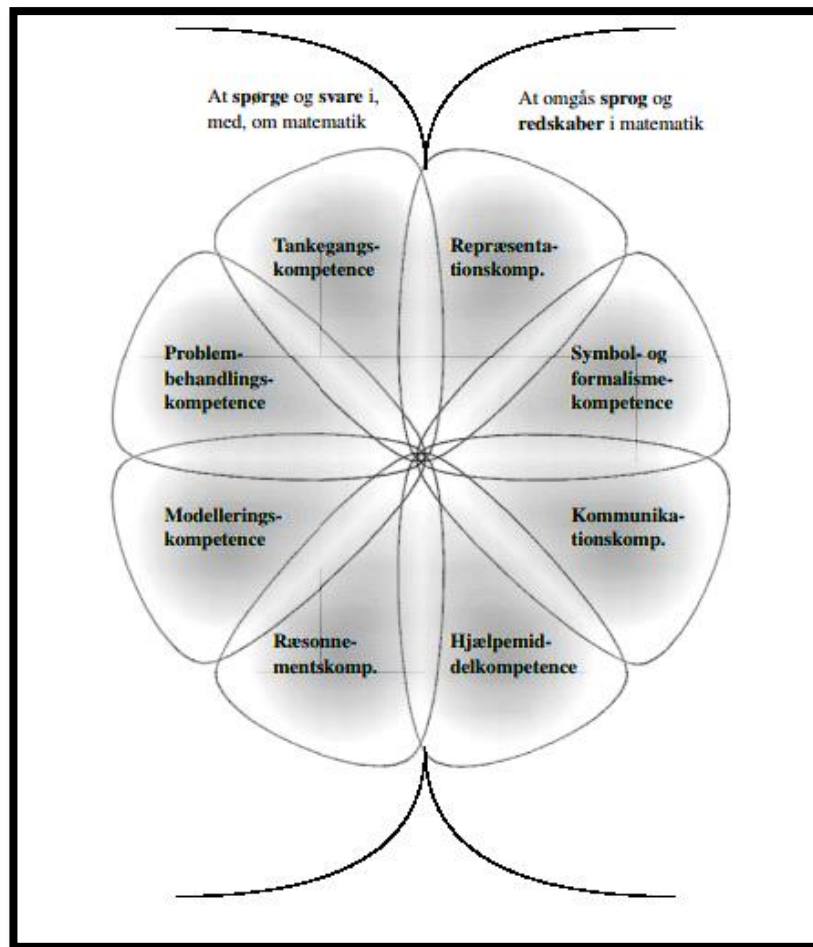 At spørge og svare i,
med, om matematik
At omgås sprog og
redskaber i matematik
Tankegangs-
kompetence
Repræsenta-
tionskomp.
Problem-
behandlings-
kompetence
Symbol- og
formalisme-
kompetence
Modellerings-
kompetence
Kommunika-
tionskomp.
Ræsonne-
mentskomp.
Hjælpemid-
delkompetence